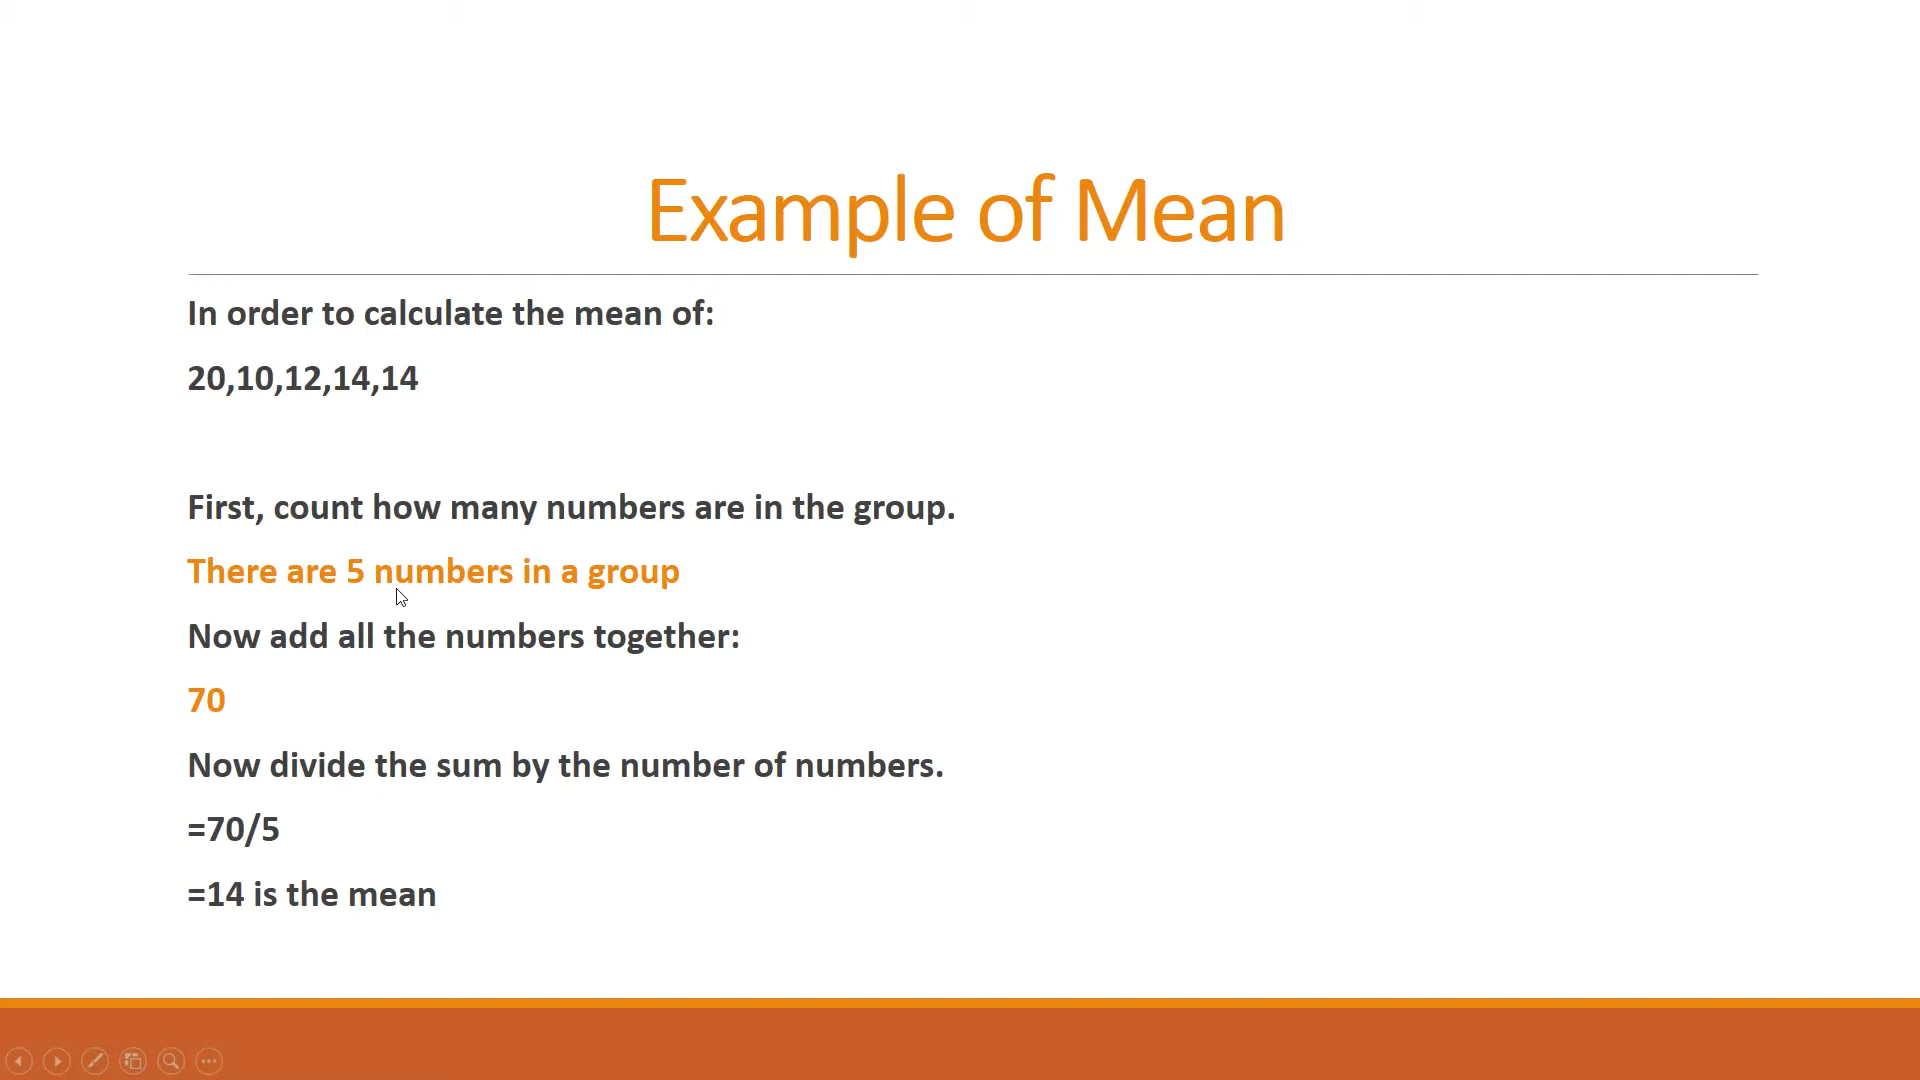 Example of Mean
In order to calculate the mean of:
20,10,12,14,14
First, count how many numbers are in the group.
There are 5 numbers in a group
Now add all the numbers together:
70
Now divide the sum by the number of numbers.
=70/5
=14 is the mean